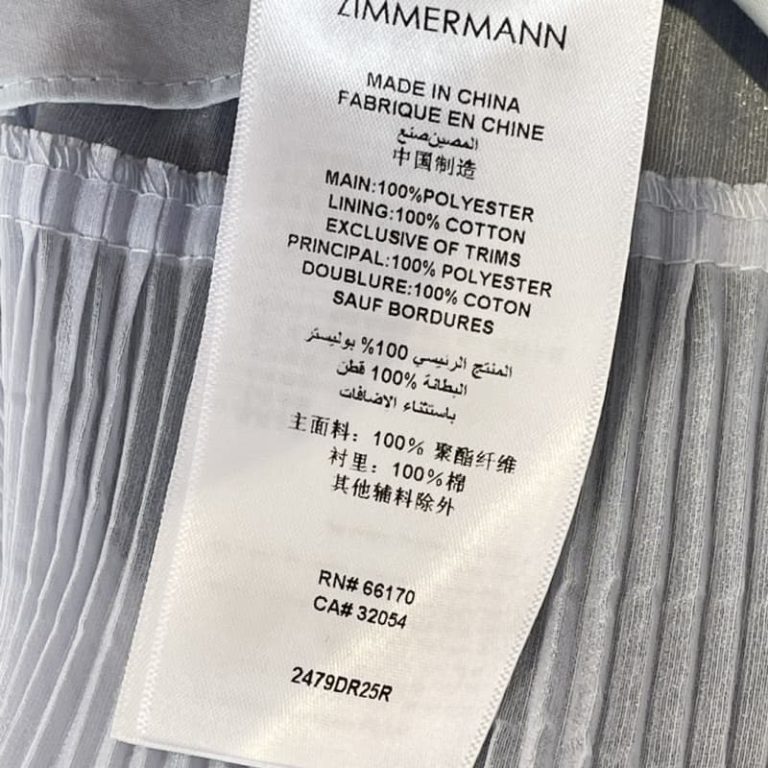 ZIMMERMANN
MADE IN CHINA
FABRIQUE EN CHINE
المصين صنع
中国制造
MAIN:100%POLYESTER
LINING:100% COTTON
EXCLUSIVE OF TRIMS
PRINCIPAL:100% POLYESTER
DOUBLURE:100% COTON
SAUF BORDURES
المنتج الرئيسي 100% بوليستر
البطانة 100% قطن
باستثناء الاضافات
主面料：100% 聚酯纤维
衬里：100%棉
其他辅料除外
RN# 66170
CA# 32054
2479DR25R